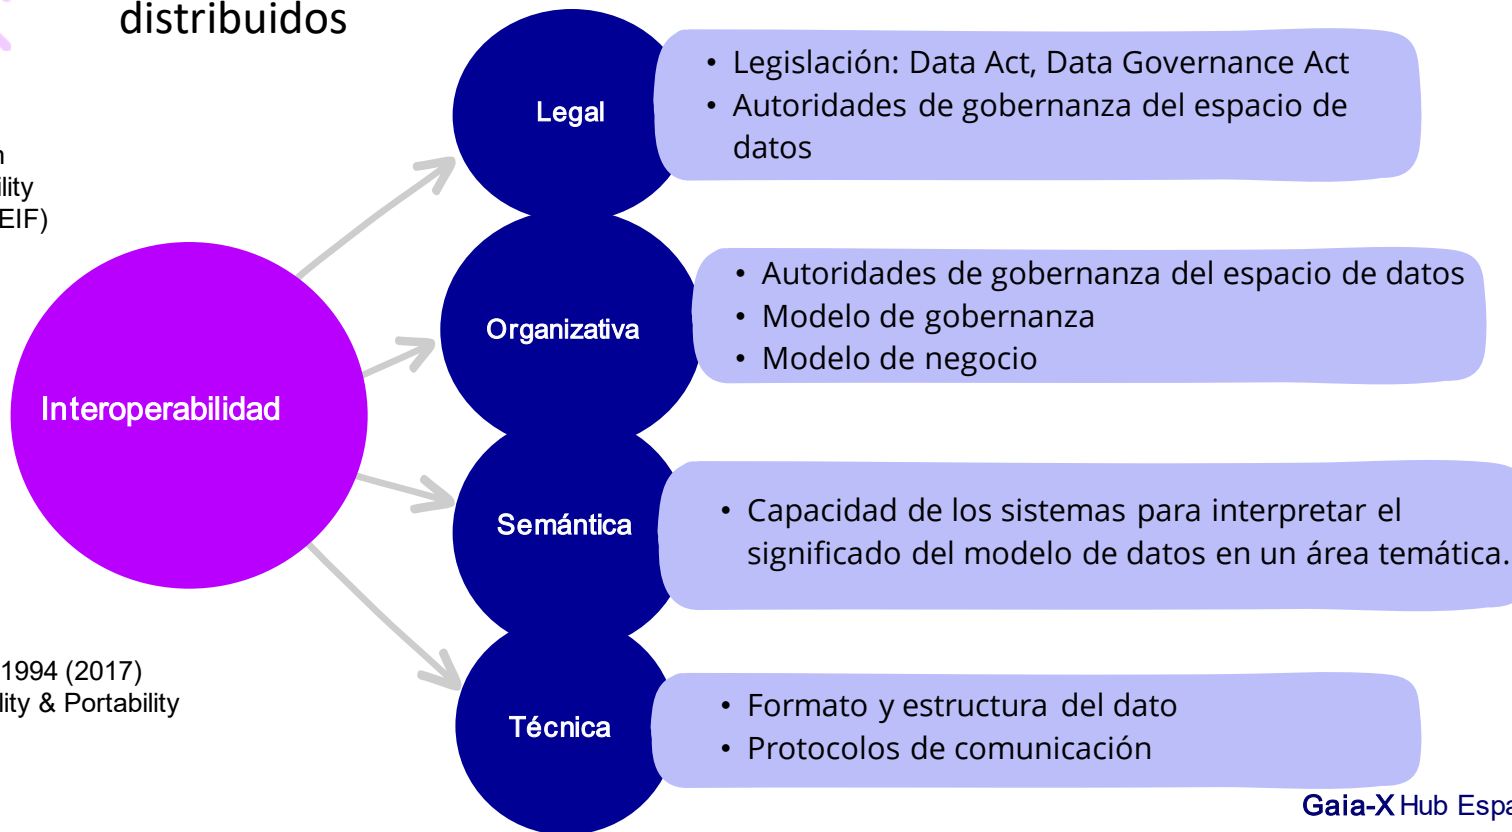 distribuidos
Legal
• Legislación: Data Act, Data Governance Act
• Autoridades de gobernanza del espacio de
datos
EIF)
Interoperabilidad
Organizativa
• Autoridades de gobernanza del espacio de datos
• Modelo de gobernanza
• Modelo de negocio
Semántica
• Capacidad de los sistemas para interpretar el
significado del modelo de datos en un área temática.
1994 (2017)
lity & Portability
Técnica
• Formato y estructura del dato
• Protocolos de comunicación
Gaia-X Hub Espa